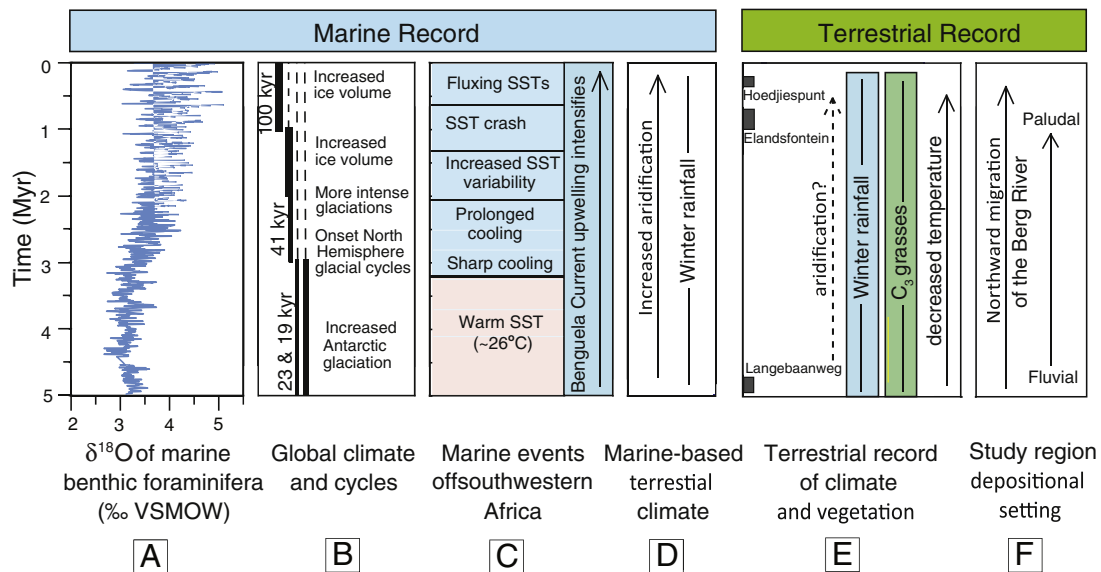 Marine Record
Terrestrial Record
Time (Myr)
0
1
2
3
4
5
2
3
4
5
100 kyr
41 kyr
23 & 19 kyr
Increased
ice volume
Increased
ice volume
More intense
glaciations
Onset North
Hemisphere
glacial cycles
Increased
Antarctic
glaciation
Fluxing SSTs
SST crash
Increased SST
variability
Prolonged
cooling
Sharp cooling
Warm SST
(~26°C)
Benguela Current upwelling intensifies
Increased aridification
Winter rainfall
Hoedjiespunt
Elandsfontein
Langebaanweg
aridification?
Winter rainfall
C₃ grasses
decreased temperature
Northward migration
of the Berg River
Paludal
Fluvial
δ¹⁸O of marine
benthic foraminifera
(‰ VSMOW)
Global climate
and cycles
Marine events
offsouthwestern
Africa
Marine-based
terrestial
climate
Terrestrial record
of climate
and vegetation
Study region
depositional
setting
A
B
C
D
E
F